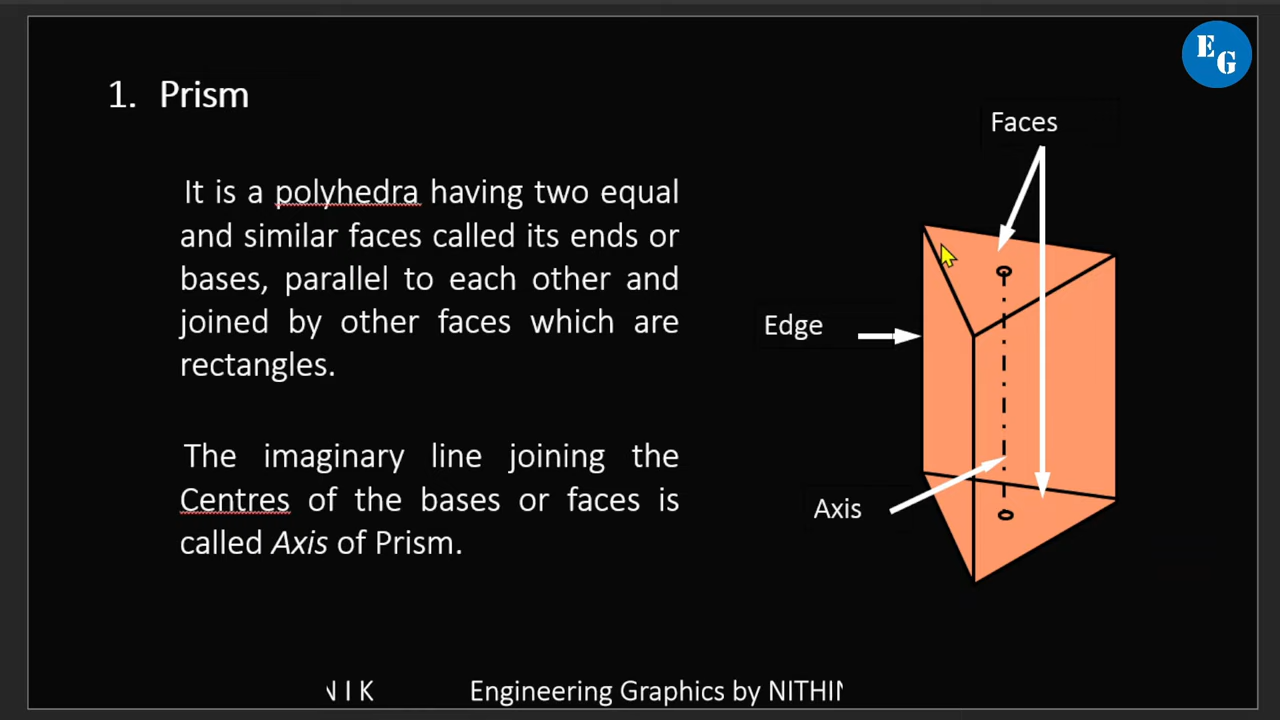 E
G
1. Prism
Faces
It is a polyhedra having two equal
and similar faces called its ends or
bases, parallel to each other and
joined by other faces which are
rectangles.
Edge
The imaginary line joining the
Centres of the bases or faces is
called Axis of Prism.
Axis
N I K
Engineering Graphics by NITHIN